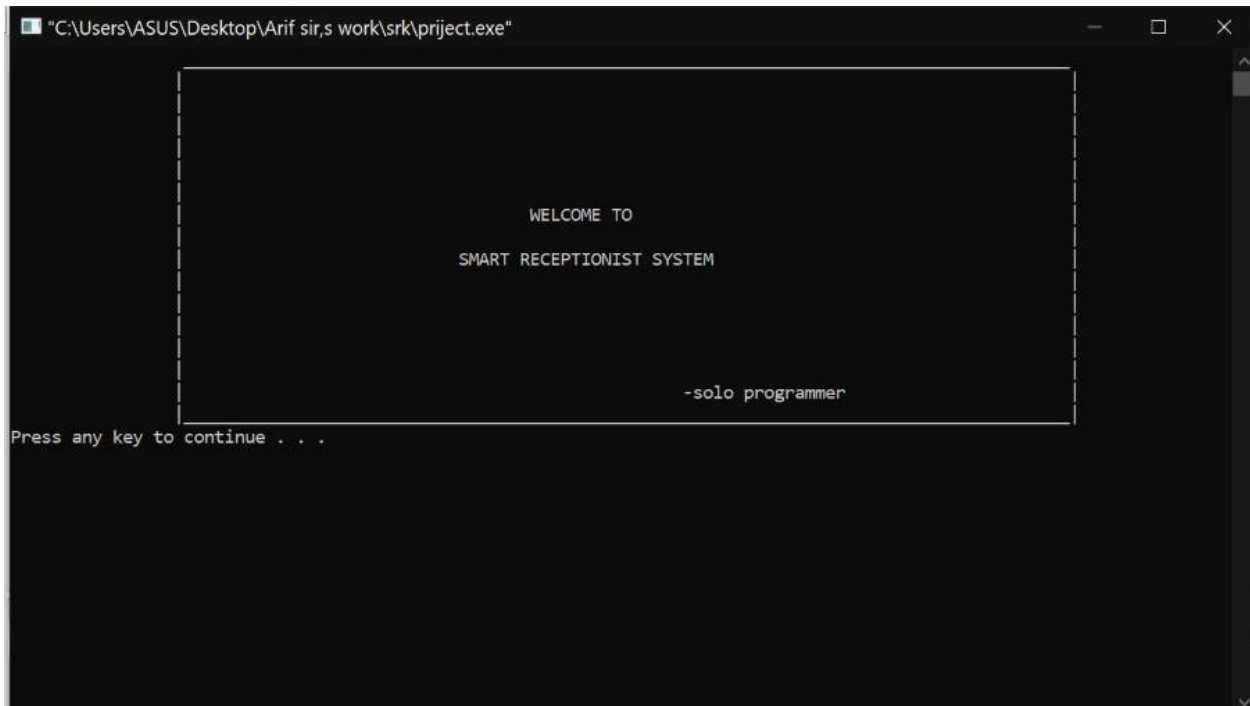 "C:\Users\ASUS\Desktop\Arif sir,s work\srk\priject.exe"
WELCOME TO
SMART RECEPTIONIST SYSTEM
-solo programmer
Press any key to continue . . .